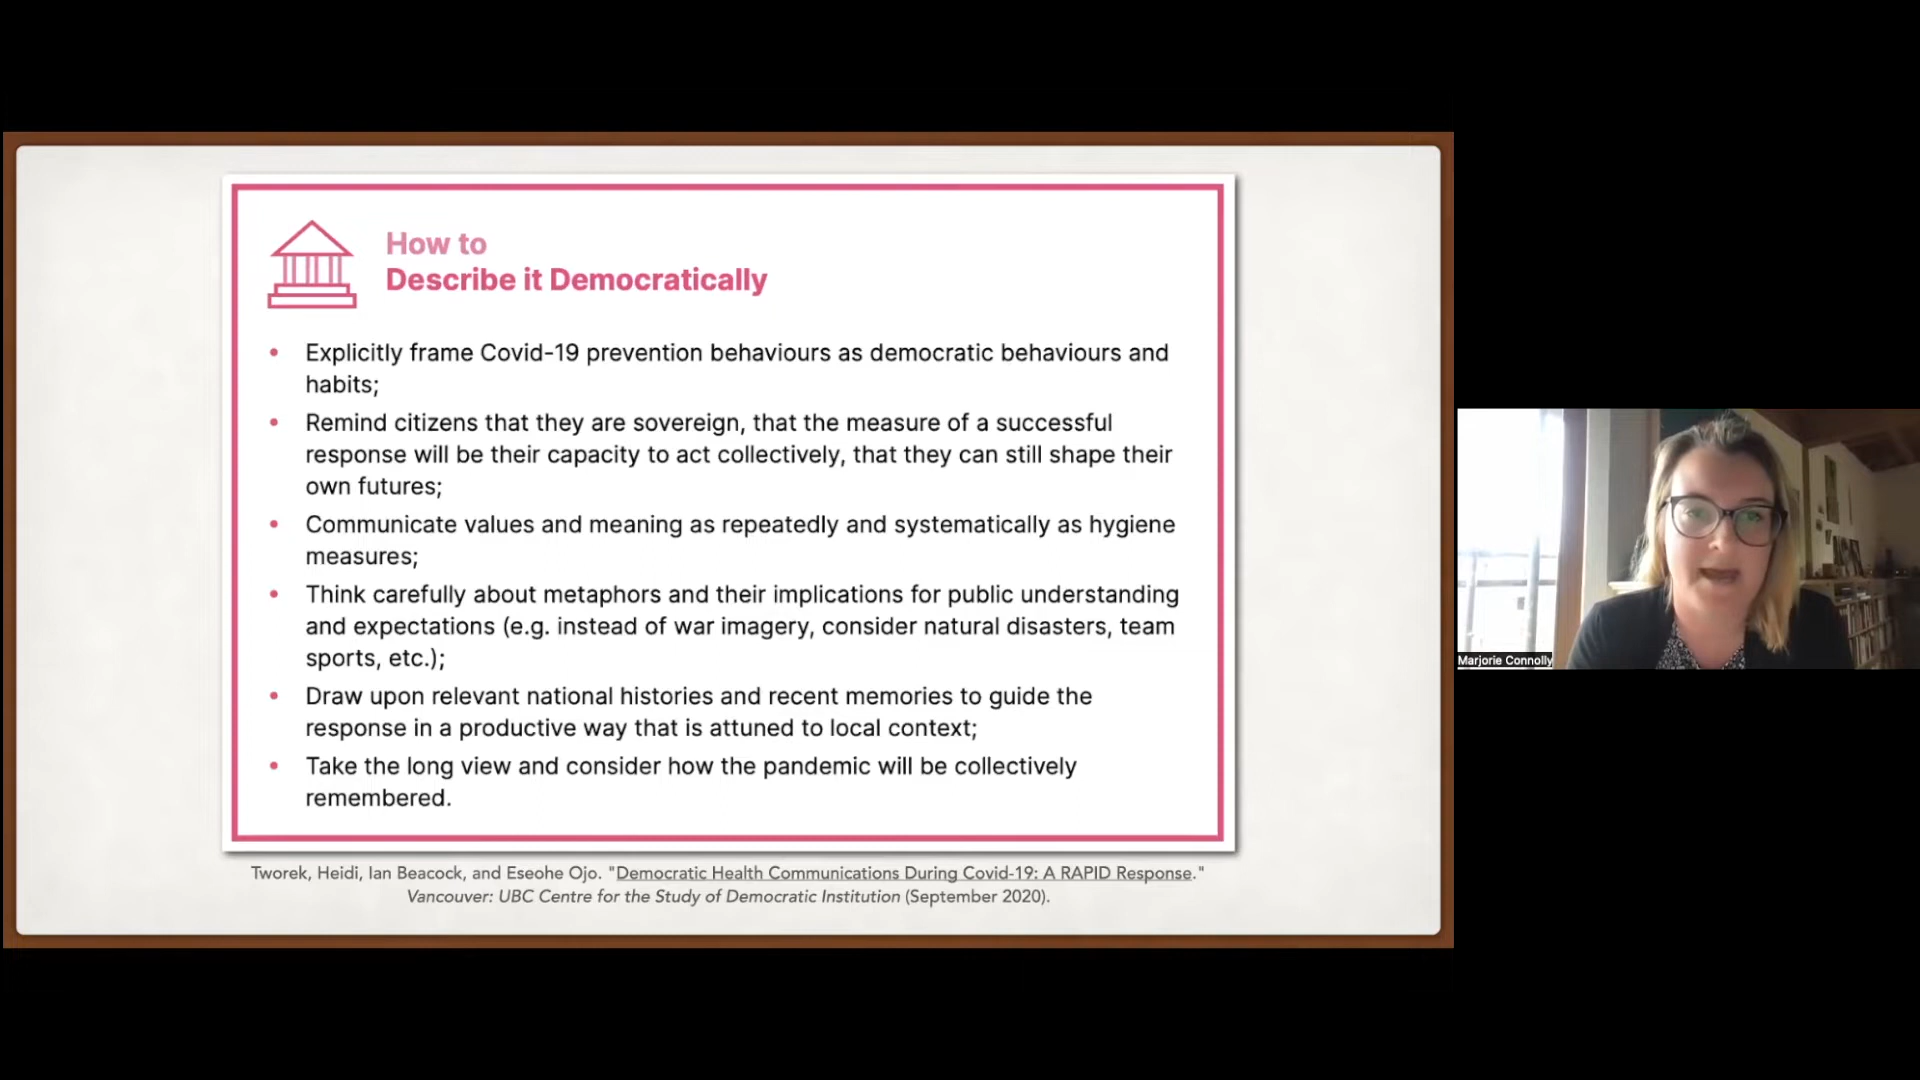 How to
Describe it Democratically
• Explicitly frame Covid-19 prevention behaviours as democratic behaviours and
habits;
• Remind citizens that they are sovereign, that the measure of a successful
response will be their capacity to act collectively, that they can still shape their
own futures;
• Communicate values and meaning as repeatedly and systematically as hygiene
measures;
• Think carefully about metaphors and their implications for public understanding
and expectations (e.g. instead of war imagery, consider natural disasters, team
sports, etc.);
• Draw upon relevant national histories and recent memories to guide the
response in a productive way that is attuned to local context;
• Take the long view and consider how the pandemic will be collectively
remembered.
Tworek, Heidi, Ian Beacock, and Eseohe Ojo. "Democratic Health Communications During Covid-19: A RAPID Response."
Vancouver: UBC Centre for the Study of Democratic Institution (September 2020).
Marjorie Connolly